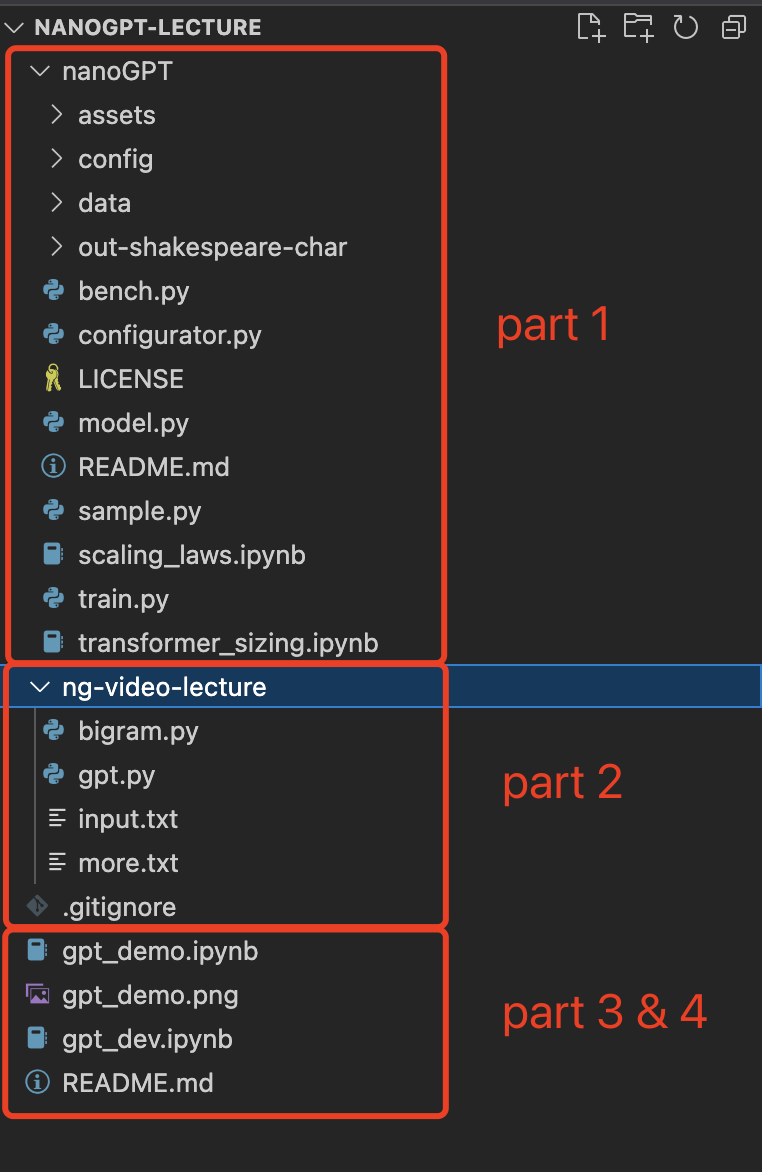 NANOGPT-LECTURE
nanoGPT
assets
config
data
out-shakespeare-char
bench.py
configurator.py
part 1
LICENSE
model.py
README.md
sample.py
scaling_laws.ipynb
train.py
transformer_sizing.ipynb
ng-video-lecture
bigram.py
gpt.py
part 2
input.txt
more.txt
.gitignore
gpt_demo.ipynb
gpt_demo.png
part 3 & 4
gpt_dev.ipynb
README.md